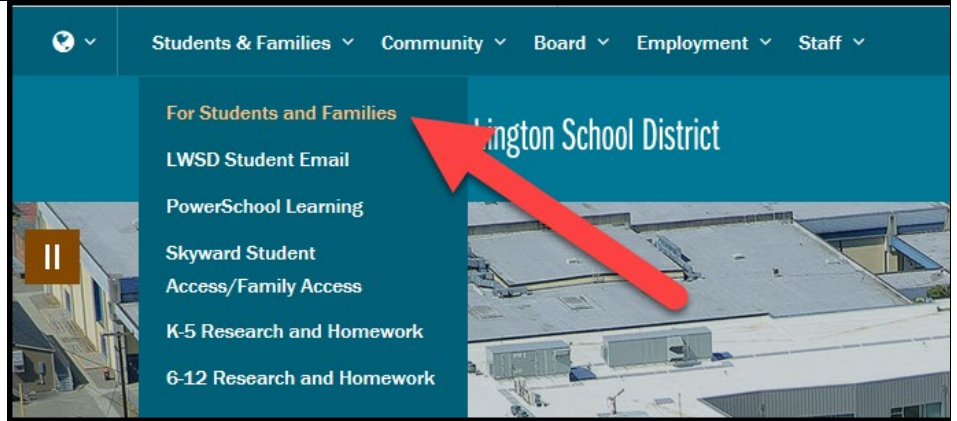 Students & Families Community Board Employment Staff
For Students and Families
LWSD Student Email
PowerSchool Learning
Skyward Student
Access/Family Access
K-5 Research and Homework
6-12 Research and Homework
School District